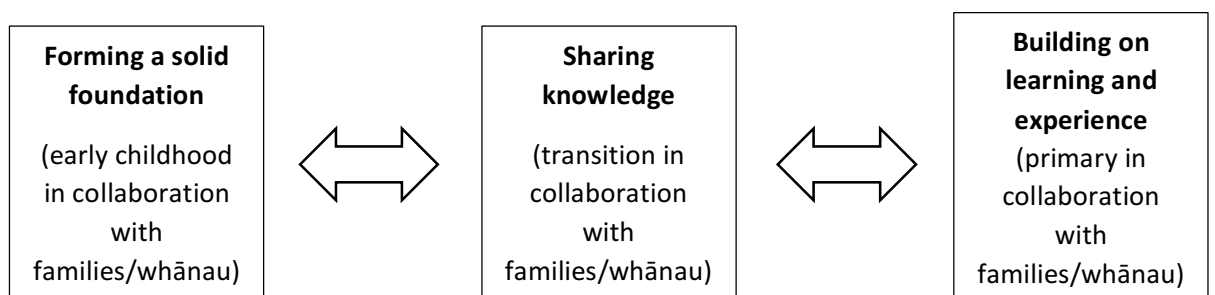 Forming a solid
foundation
(early childhood
in collaboration
with
families/whānau)
Sharing
knowledge
(transition in
collaboration
with
families/whānau)
Building on
learning and
experience
(primary in
collaboration
with
families/whānau)